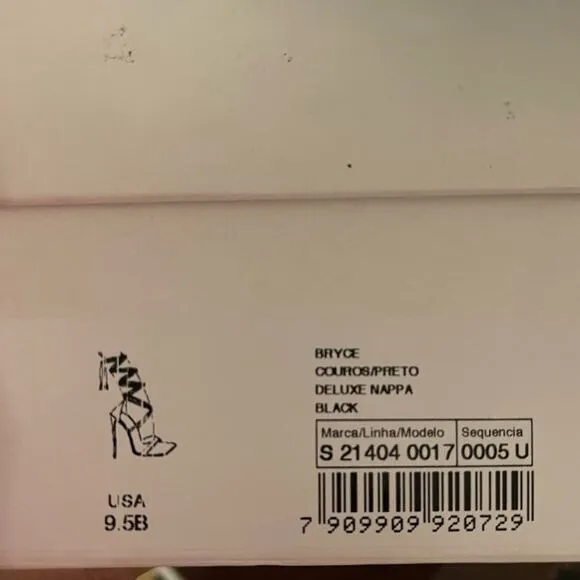 BRYCE
COUROS/PRETO
DELUXE NAPPA
BLACK
Marca/Linha/Modelo Sequencia
S 21404 0017 0005 U
7 909909 920729
USA
9.5B